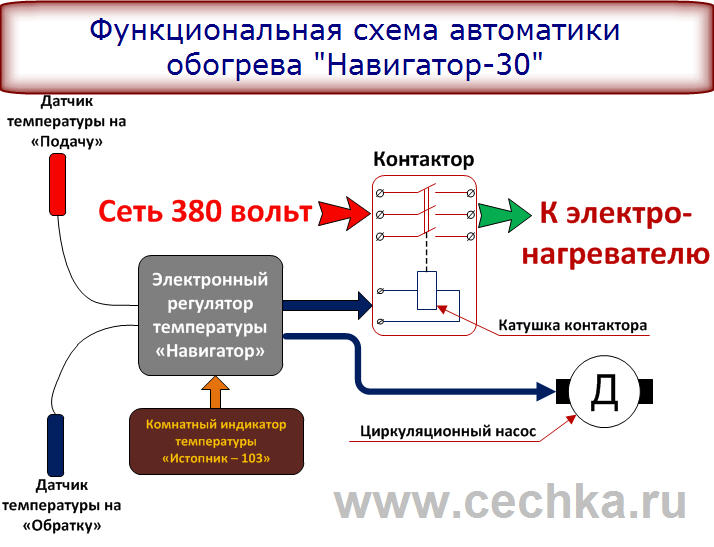 Функциональная схема автоматики
обогрева "Навигатор-30"
Датчик
температуры на
«Подачу»
Контактор
Сеть 380 вольт
К электро-
нагревателю
Электронный
регулятор
температуры
«Навигатор»
Катушка контактора
Д
Комнатный индикатор
температуры
«Истопник – 103»
Циркуляционный насос
Датчик
температуры на
«Обратку»
www.cechka.ru